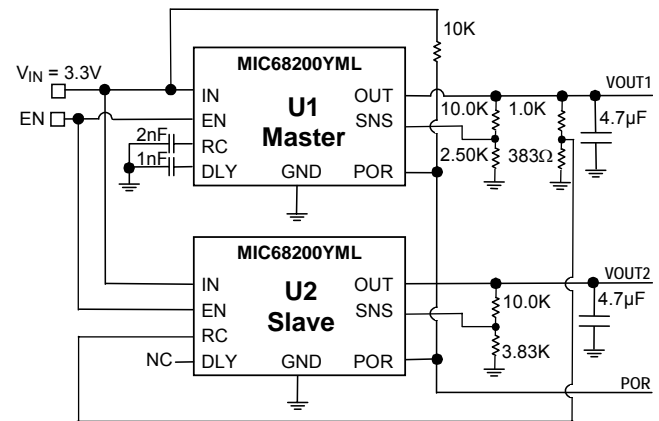 10K
V_IN = 3.3V
EN
MIC68200YML
IN
OUT
EN
U1
SNS
RC
Master
DLY
GND
POR
2nF
1nF
10.0K
1.0K
2.50K
383Ω
4.7µF
VOUT1
MIC68200YML
IN
OUT
EN
U2
SNS
RC
Slave
NC
DLY
GND
POR
10.0K
3.83K
4.7µF
VOUT2
POR